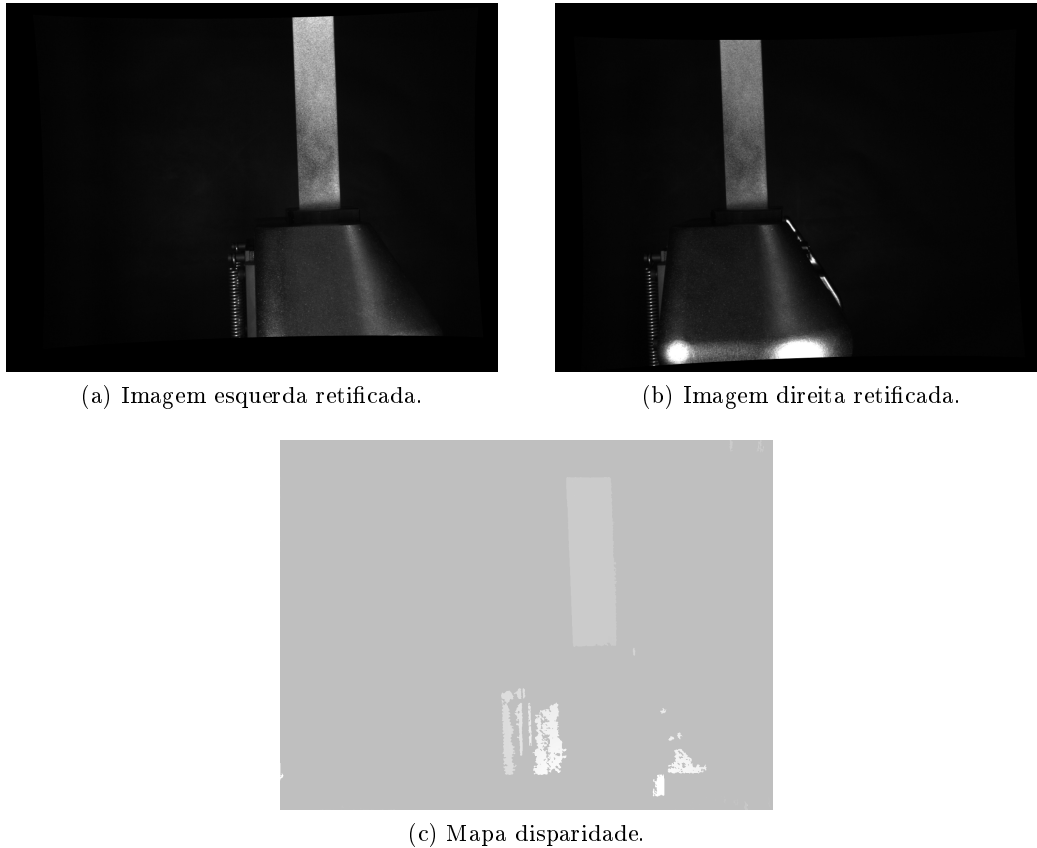 (a) Imagem esquerda retificada.
(b) Imagem direita retificada.
(c) Mapa disparidade.